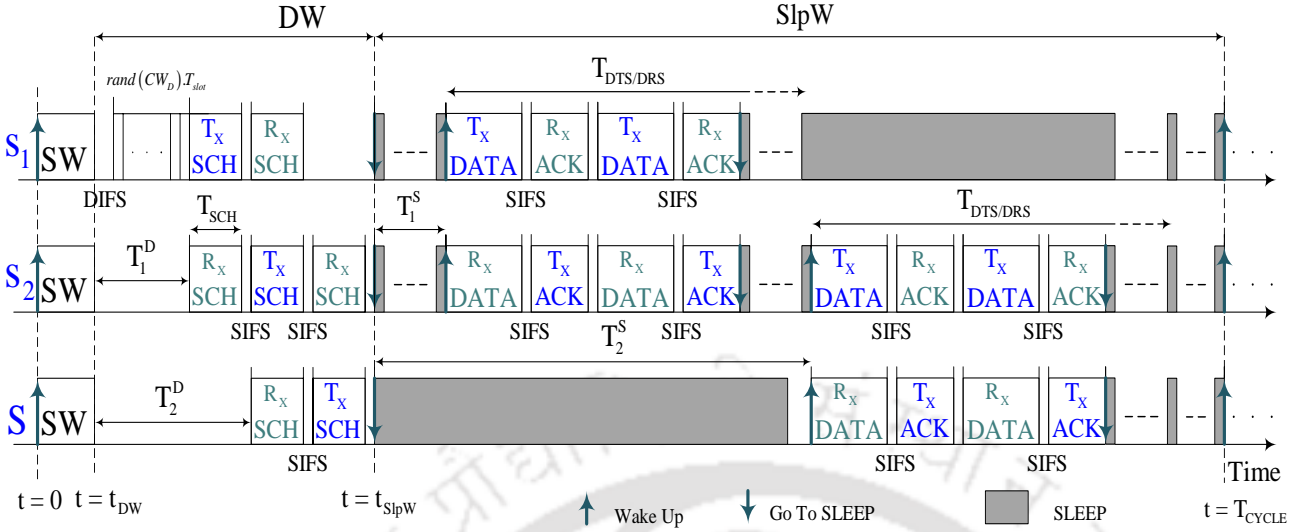 DW SlpW
rand(CW_D).T_slot T_DTS/DRS
S_1 SW . . . T_X SCH R_X SCH T_X DATA R_X ACK T_X DATA R_X ACK . . .
DIFS T_SCH T_1^S SIFS SIFS T_DTS/DRS
T_1^D
S_2 SW R_X SCH T_X SCH R_X SCH R_X DATA T_X ACK R_X DATA T_X ACK T_X DATA R_X ACK T_X DATA R_X ACK . . .
SIFS SIFS SIFS T_2^S SIFS SIFS SIFS
T_2^D
S SW R_X SCH T_X SCH R_X DATA T_X ACK R_X DATA T_X ACK . . .
SIFS SIFS SIFS Time
t = 0 t = t_DW t = t_SlpW Wake Up Go To SLEEP SLEEP t = T_CYCLE